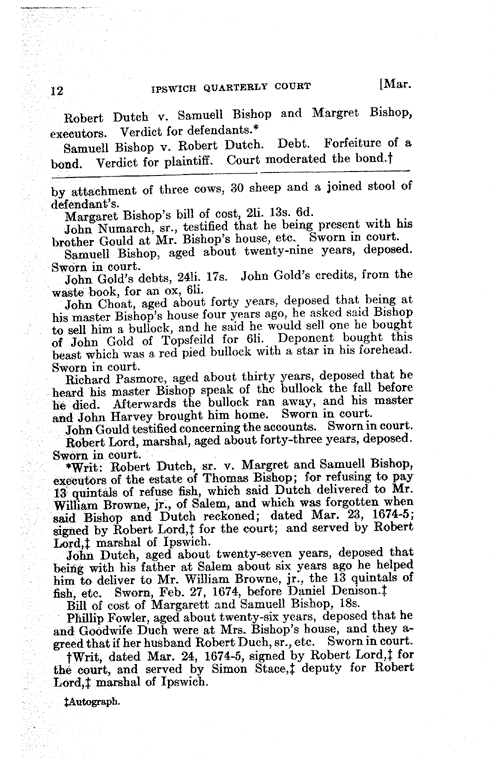 12 IPSWICH QUARTERLY COURT [Mar.
Robert Dutch v. Samuell Bishop and Margret Bishop,
executors. Verdict for defendants.*
Samuell Bishop v. Robert Dutch. Debt. Forfeiture of a
bond. Verdict for plaintiff. Court moderated the bond.†
by attachment of three cows, 30 sheep and a joined stool of
defendant's.
Margaret Bishop's bill of cost, 2li. 13s. 6d.
John Numarch, sr., testified that he being present with his
brother Gould at Mr. Bishop's house, etc. Sworn in court.
Samuell Bishop, aged about twenty-nine years, deposed.
Sworn in court.
John Gold's debts, 24li. 17s. John Gold's credits, from the
waste book, for an ox, 6li.
John Choat, aged about forty years, deposed that being at
his master Bishop's house four years ago, he asked said Bishop
to sell him a bullock, and he said he would sell one he bought
of John Gold of Topsfeild for 6li. Deponent bought this
beast which was a red pied bullock with a star in his forehead.
Sworn in court.
Richard Pasmore, aged about thirty years, deposed that he
heard his master Bishop speak of the bullock the fall before
he died. Afterwards the bullock ran away, and his master
and John Harvey brought him home. Sworn in court.
John Gould testified concerning the accounts. Sworn in court.
Robert Lord, marshal, aged about forty-three years, deposed.
Sworn in court.
*Writ: Robert Dutch, sr. v. Margret and Samuell Bishop,
executors of the estate of Thomas Bishop; for refusing to pay
13 quintals of refuse fish, which said Dutch delivered to Mr.
William Browne, jr., of Salem, and which was forgotten when
said Bishop and Dutch reckoned; dated Mar. 23, 1674-5;
signed by Robert Lord,‡ for the court; and served by Robert
Lord,‡ marshal of Ipswich.
John Dutch, aged about twenty-seven years, deposed that
being with his father at Salem about six years ago he helped
him to deliver to Mr. William Browne, jr., the 13 quintals of
fish, etc. Sworn, Feb. 27, 1674, before Daniel Denison.‡
Bill of cost of Margarett and Samuell Bishop, 18s.
Phillip Fowler, aged about twenty-six years, deposed that he
and Goodwife Duch were at Mrs. Bishop's house, and they a-
greed that if her husband Robert Duch, sr., etc. Sworn in court.
†Writ, dated Mar. 24, 1674-5, signed by Robert Lord,‡ for
the court, and served by Simon Stace,‡ deputy for Robert
Lord,‡ marshal of Ipswich.
‡Autograph.